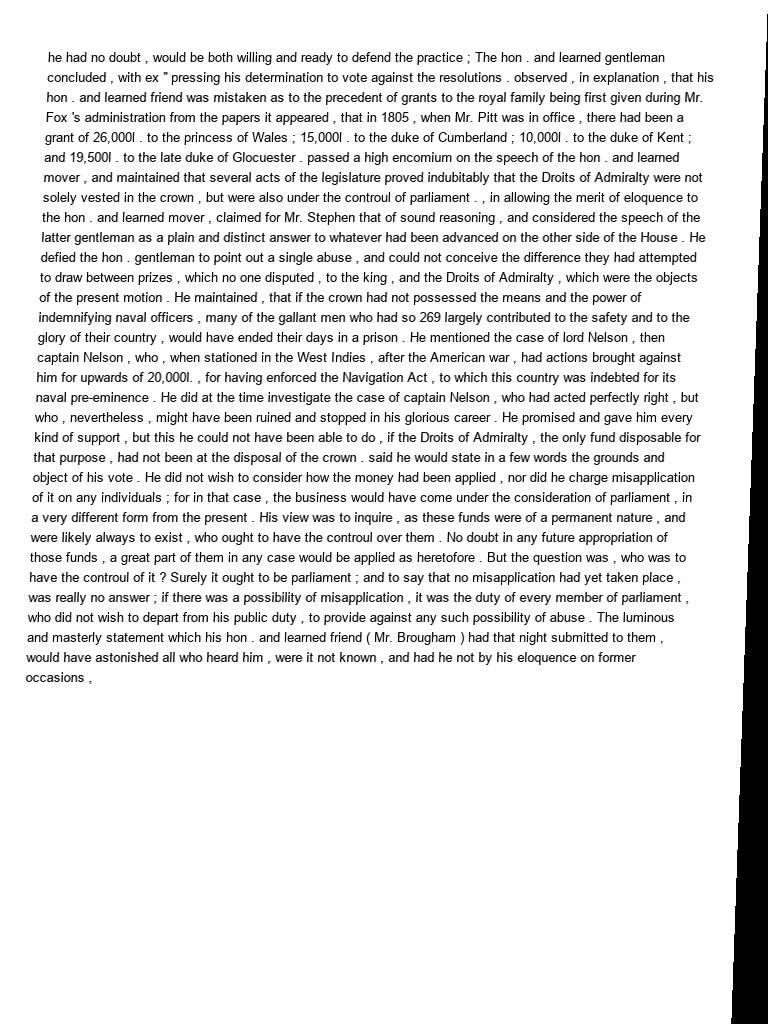 he had no doubt , would be both willing and ready to defend the practice ; The hon . and learned gentleman
concluded , with ex " pressing his determination to vote against the resolutions . observed , in explanation , that his
hon . and learned friend was mistaken as to the precedent of grants to the royal family being first given during Mr.
Fox 's administration from the papers it appeared , that in 1805 , when Mr. Pitt was in office , there had been a
grant of 26,000l . to the princess of Wales ; 15,000l . to the duke of Cumberland ; 10,000l . to the duke of Kent ;
and 19,500l . to the late duke of Glocuester . passed a high encomium on the speech of the hon . and learned
mover , and maintained that several acts of the legislature proved indubitably that the Droits of Admiralty were not
solely vested in the crown , but were also under the controul of parliament . , in allowing the merit of eloquence to
the hon . and learned mover , claimed for Mr. Stephen that of sound reasoning , and considered the speech of the
latter gentleman as a plain and distinct answer to whatever had been advanced on the other side of the House . He
defied the hon . gentleman to point out a single abuse , and could not conceive the difference they had attempted
to draw between prizes , which no one disputed , to the king , and the Droits of Admiralty , which were the objects
of the present motion . He maintained , that if the crown had not possessed the means and the power of
indemnifying naval officers , many of the gallant men who had so 269 largely contributed to the safety and to the
glory of their country , would have ended their days in a prison . He mentioned the case of lord Nelson , then
captain Nelson , who , when stationed in the West Indies , after the American war , had actions brought against
him for upwards of 20,000l. , for having enforced the Navigation Act , to which this country was indebted for its
naval pre-eminence . He did at the time investigate the case of captain Nelson , who had acted perfectly right , but
who , nevertheless , might have been ruined and stopped in his glorious career . He promised and gave him every
kind of support , but this he could not have been able to do , if the Droits of Admiralty , the only fund disposable for
that purpose , had not been at the disposal of the crown . said he would state in a few words the grounds and
object of his vote . He did not wish to consider how the money had been applied , nor did he charge misapplication
of it on any individuals ; for in that case , the business would have come under the consideration of parliament , in
a very different form from the present . His view was to inquire , as these funds were of a permanent nature , and
were likely always to exist , who ought to have the controul over them . No doubt in any future appropriation of
those funds , a great part of them in any case would be applied as heretofore . But the question was , who was to
have the controul of it ? Surely it ought to be parliament ; and to say that no misapplication had yet taken place ,
was really no answer ; if there was a possibility of misapplication , it was the duty of every member of parliament ,
who did not wish to depart from his public duty , to provide against any such possibility of abuse . The luminous
and masterly statement which his hon . and learned friend ( Mr. Brougham ) had that night submitted to them ,
would have astonished all who heard him , were it not known , and had he not by his eloquence on former
occasions ,